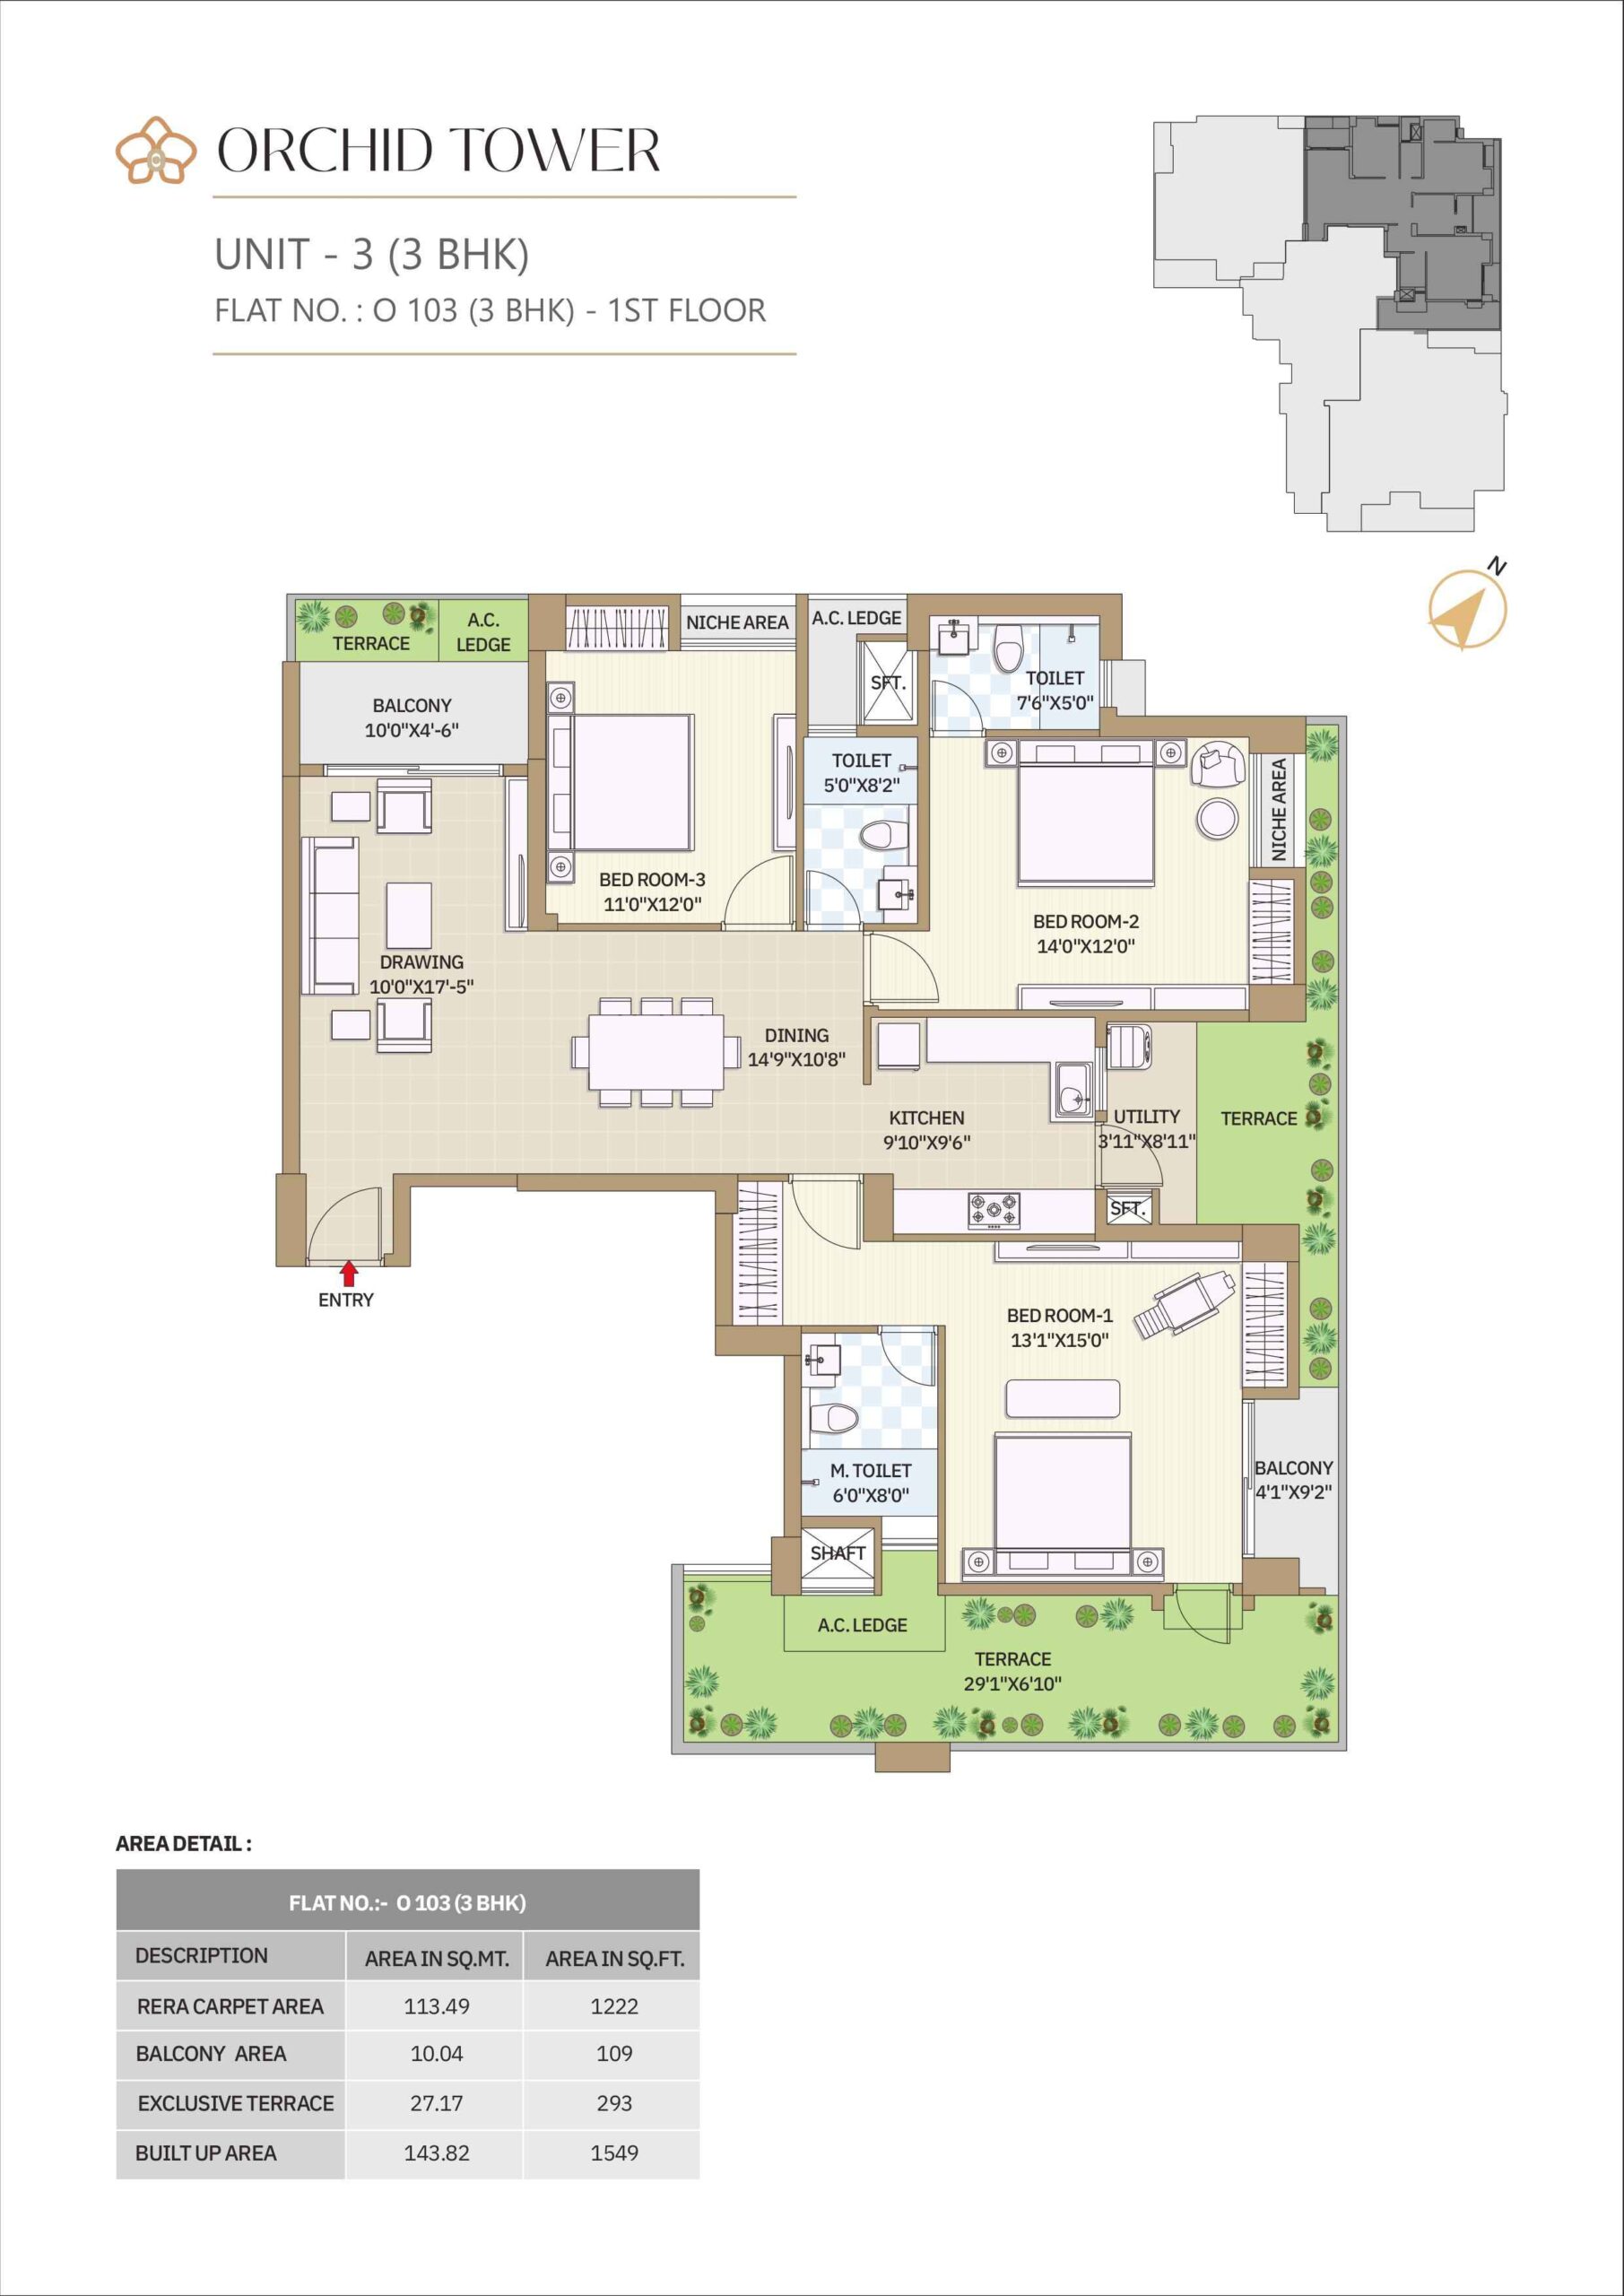 ORCHID TOWER
UNIT - 3 (3 BHK)
FLAT NO. : O 103 (3 BHK) - 1ST FLOOR
N
TERRACE
A.C.
LEDGE
NICHE AREA
A.C. LEDGE
SFT.
TOILET
7'6"X5'0"
BALCONY
10'0"X4'-6"
TOILET
5'0"X8'2"
NICHE AREA
BED ROOM-3
11'0"X12'0"
BED ROOM-2
14'0"X12'0"
DRAWING
10'0"X17'-5"
DINING
14'9"X10'8"
KITCHEN
9'10"X9'6"
UTILITY
3'11"X8'11"
TERRACE
SFT.
ENTRY
BED ROOM-1
13'1"X15'0"
M. TOILET
6'0"X8'0"
BALCONY
4'1"X9'2"
SHAFT
A.C. LEDGE
TERRACE
29'1"X6'10"
AREA DETAIL :
FLAT NO.:- O 103 (3 BHK)
DESCRIPTION AREA IN SQ.MT. AREA IN SQ.FT.
RERA CARPET AREA 113.49 1222
BALCONY AREA 10.04 109
EXCLUSIVE TERRACE 27.17 293
BUILT UP AREA 143.82 1549